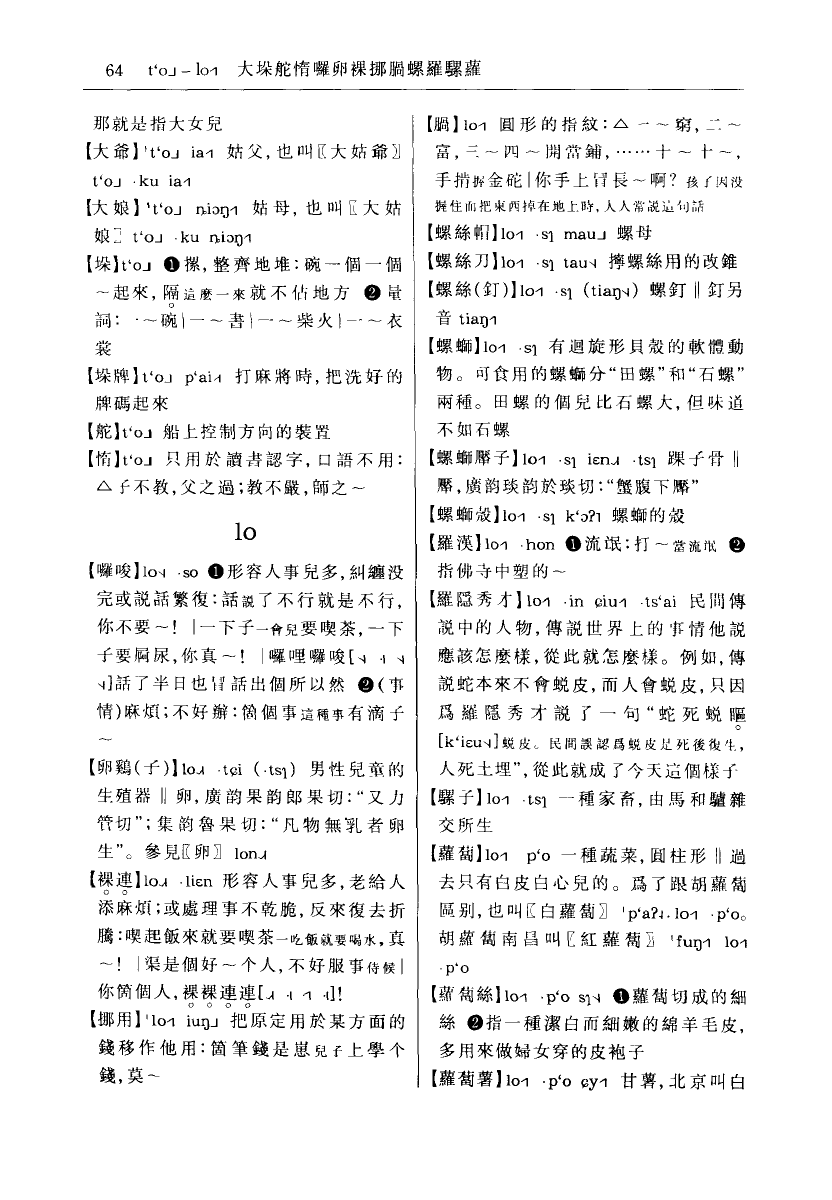 64 t‘o˩ – lo˧˥ 大垜舵惰囉卵裸挪腡螺羅騾蘿
那就是指大女兒
【大爺】ˈt‘o˩ ia˧˥ 姑父,也叫〖大姑爺〗
t‘o˩ ·ku ia˧˥
【大娘】ˈt‘o˩ ȵiɔŋ˧˥ 姑母,也叫〖大姑
娘〗 t‘o˩ ·ku ȵiɔŋ˧˥
【垜】t‘o˩ ❶摞,整齊地堆:碗一個一個
～起來,隔這麼一來就不佔地方 ❷量
詞:一～碗|一～書|一～柴火|一～衣
裳
【垜牌】t‘o˩ p‘ai 打麻將時,把洗好的
牌碼起來
【舵】t‘o˩ 船上控制方向的裝置
【惰】t‘o˩ 只用於讀書認字,口語不用:
△子不教,父之過;教不嚴,師之～
lo
【囉唆】lo ·so ❶形容人事兒多,糾纏没
完或説話繁復:話説了不行就是不行,
你不要～! |一下子一會兒要喫茶,一下
子要屙尿,你真～! |囉哩囉唆
話了半日也冒話出個所以然 ❷(事
情)麻煩;不好辦:箇個事這種事有滴子
～
【卵鷄(子)】lo ·tɕi (·tsɿ) 男性兒童的
生殖器‖卵,廣韵果韵郎果切:“又力
管切”;集韵魯果切:“凡物無乳者卵
生”。參見〖卵〗 lon
【裸連】lo ·liɛn 形容人事兒多,老給人
添麻煩;或處理事不乾脆,反來復去折
騰:喫起飯來就要喫茶一吃飯就要喝水,真
～! |渠是個好～个人,不好服事侍候|
你箇個人,裸裸連連!
【挪用】ˈlo iuŋ˩ 把原定用於某方面的
錢移作他用:箇筆錢是崽兒子上學个
錢,莫～
【腡】lo 圓形的指紋:△一～窮,二～
富,三～四～開當鋪,……十～十～,
手揩握金砣|你手上冒長～啊? 孩子因没
握住而把東西掉在地上時,大人常説這句話
【螺絲帽】lo ·sɿ mau˩ 螺母
【螺絲刀】lo ·sɿ tau 擰螺絲用的改錐
【螺絲(釘)】lo ·sɿ (tiaŋ) 螺釘‖釘另
音 tiaŋ
【螺螄】lo ·sɿ 有迴旋形貝殼的軟體動
物。可食用的螺螄分“田螺”和“石螺”
兩種。田螺的個兒比石螺大,但味道
不如石螺
【螺螄黶子】lo ·sɿ iɛn ·tsɿ 踝子骨‖
黶,廣韵琰韵於琰切:“蟹腹下黶”
【螺螄殼】lo ·sɿ k‘ɔʔ 螺螄的殼
【羅漢】lo ·hon ❶流氓:打～當流氓 ❷
指佛寺中塑的～
【羅隱秀才】lo ·in ɕiu ·ts‘ai 民間傳
説中的人物,傳説世界上的事情他説
應該怎麼樣,從此就怎麼樣。例如,傳
説蛇本來不會蜕皮,而人會蜕皮,只因
爲羅隱秀才説了一句“蛇死蜕
[k‘iɛu]蜕皮。民間誤認爲蜕皮是死後復生,
人死土埋”,從此就成了今天這個樣子
【騾子】lo ·tsɿ 一種家畜,由馬和驢雜
交所生
【蘿蔔】lo p‘o 一種蔬菜,圓柱形‖過
去只有白皮白心兒的。爲了跟胡蘿蔔
區别,也叫〖白蘿蔔〗 ˈp‘aʔ·lo ·p‘o。
胡蘿蔔南昌叫〖紅蘿蔔〗 ˈfuŋ lo
·p‘o
【蘿蔔絲】lo ·p‘o sɿ ❶蘿蔔切成的細
絲 ❷指一種潔白而細嫩的綿羊毛皮,
多用來做婦女穿的皮袍子
【蘿蔔薯】lo ·p‘o ɕy 甘薯,北京叫白